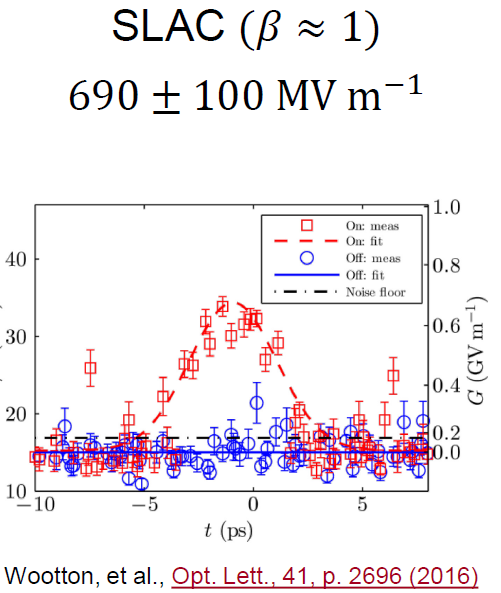 SLAC (β ≈ 1)
690 ± 100 MV m⁻¹
1.0
40
On: meas
On: fit
Off: meas
Off: fit
Noise floor
0.8
30
0.6
G (GV m⁻¹)
0.4
20
0.2
0.0
10
−10
−5
0
5
t (ps)
Wootton, et al., Opt. Lett., 41, p. 2696 (2016)